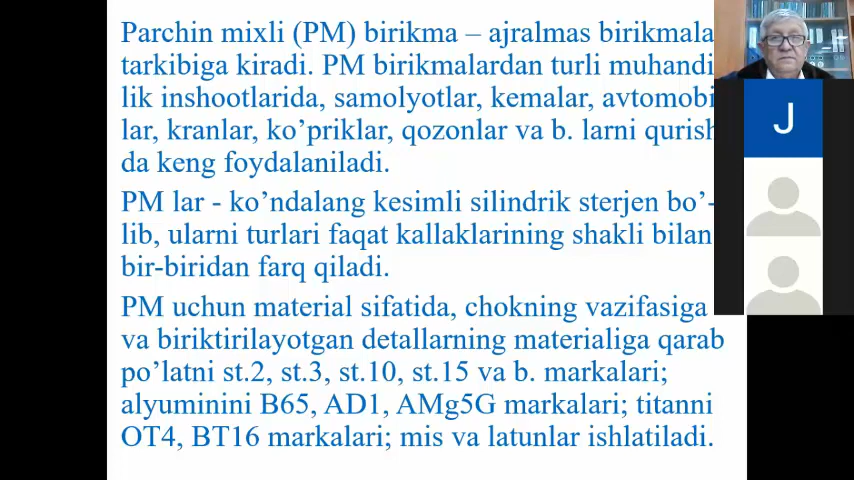 Parchin mixli (PM) birikma – ajralmas birikmala
tarkibiga kiradi. PM birikmalardan turli muhandi
lik inshootlarida, samolyotlar, kemalar, avtomobi
lar, kranlar, ko’priklar, qozonlar va b. larni qurish
da keng foydalaniladi.
PM lar - ko’ndalang kesimli silindrik sterjen bo’-
lib, ularni turlari faqat kallaklarining shakli bilan
bir-biridan farq qiladi.
PM uchun material sifatida, chokning vazifasiga
va biriktirilayotgan detallarning materialiga qarab
po’latni st.2, st.3, st.10, st.15 va b. markalari;
alyuminini B65, AD1, AMg5G markalari; titanni
OT4, BT16 markalari; mis va latunlar ishlatiladi.
J